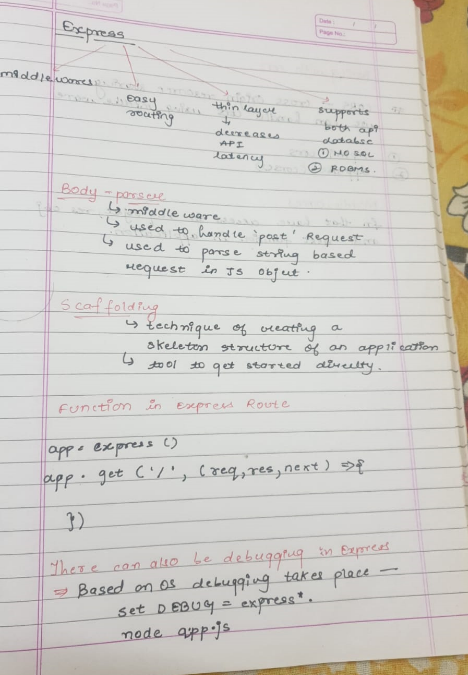 Date :    /    /
Page No.:
Express
middlewares
easy
routing
thin layer
↓
decreases
API
latency
supports
both api
databse
① NO SQL
② RDBMS.
Body-parser
↳ middleware
↳ used to handle 'post' Request
↳ used to parse string based
request in JS Object.
Scaffolding
↳ technique of creating a
skeleton structure of an application
↳ tool to get started directly.
Function in Express Route
app = express ()
app. get ('/', (req, res, next) =>{
})
There can also be debugging in Express
⇒ Based on OS debugging takes place —
set DEBUG = express*.
node app.js